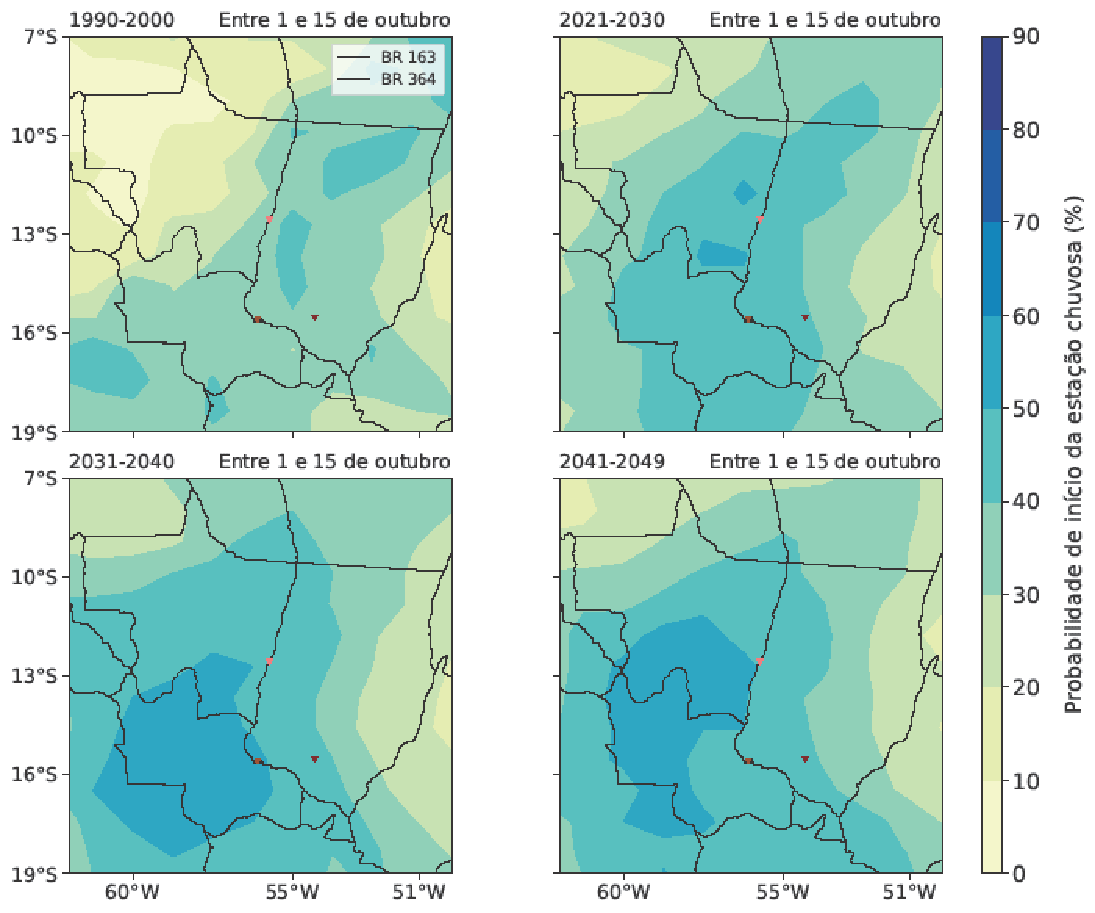 1990-2000 Entre 1 e 15 de outubro
7°S
10°S
13°S
16°S
19°S
BR 163
BR 364
2021-2030 Entre 1 e 15 de outubro
2031-2040 Entre 1 e 15 de outubro
7°S
10°S
13°S
16°S
19°S
60°W 55°W 51°W
2041-2049 Entre 1 e 15 de outubro
60°W 55°W 51°W
90
80
70
60
50
40
30
20
10
0
Probabilidade de início da estação chuvosa (%)